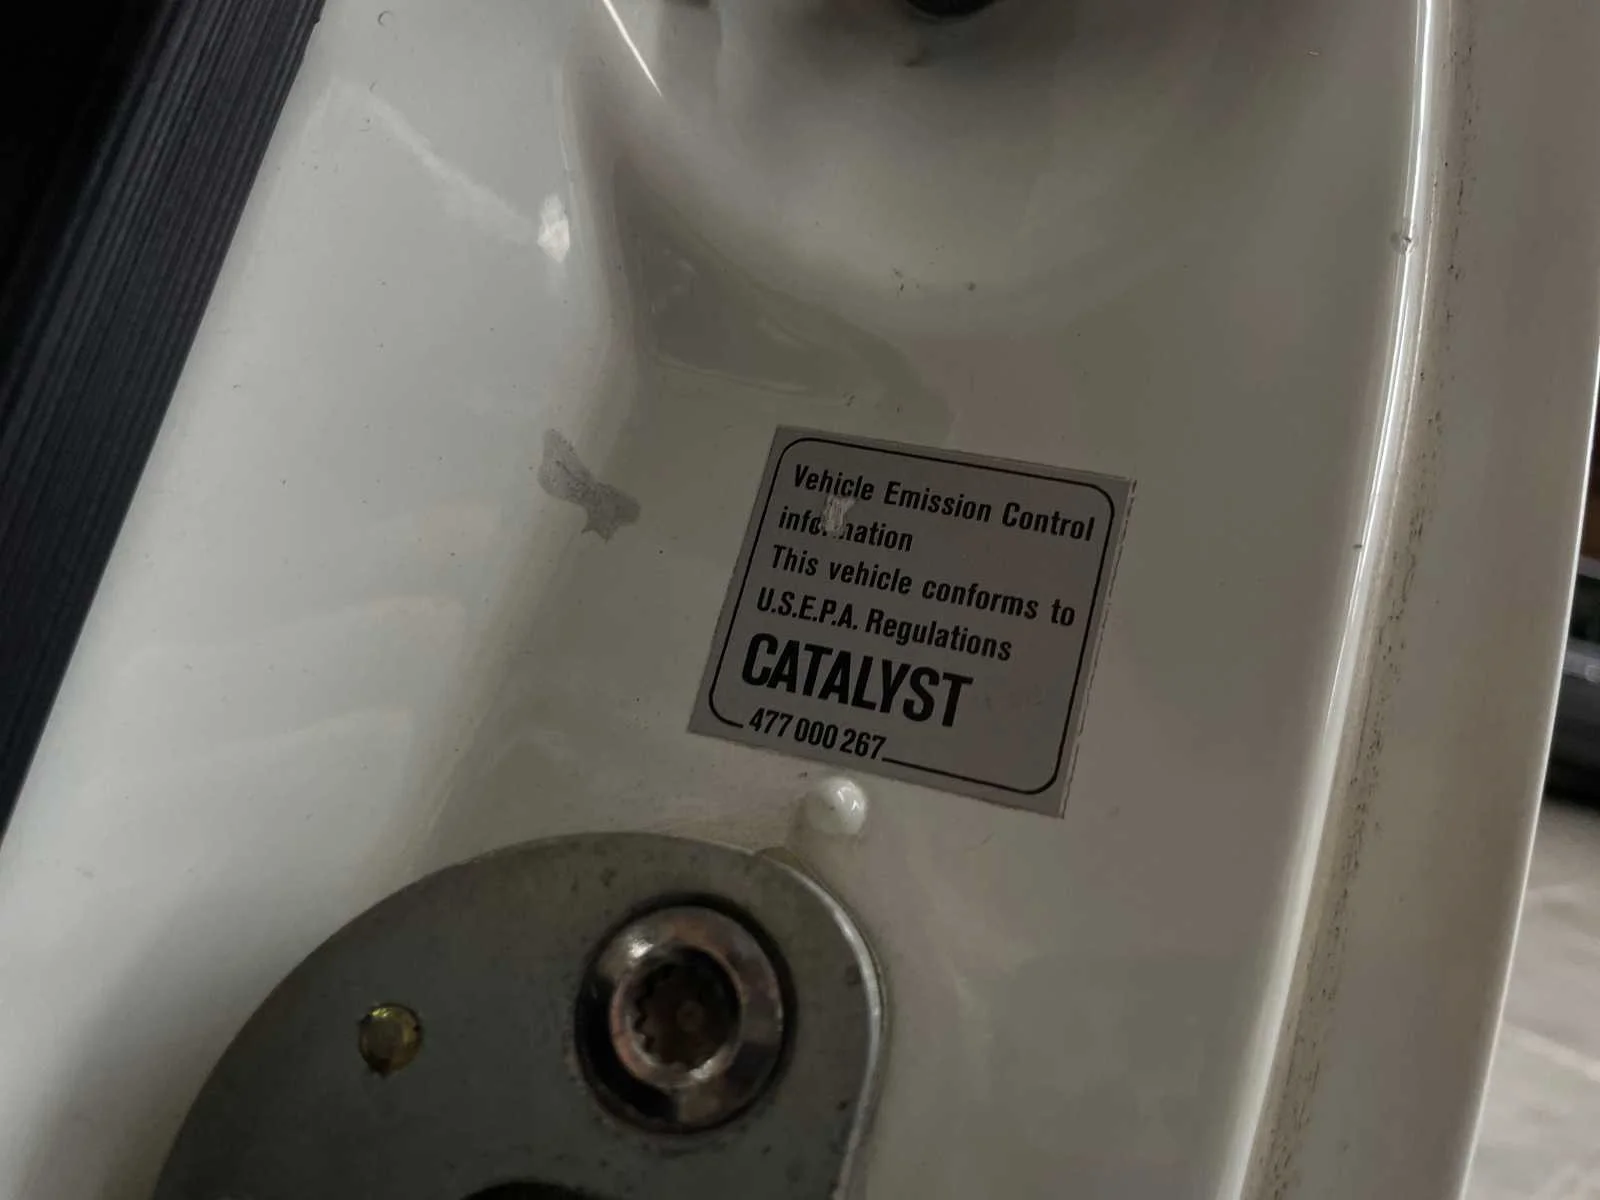 Vehicle Emission Control
information
This vehicle conforms to
U.S.E.P.A. Regulations
CATALYST
477 000 267